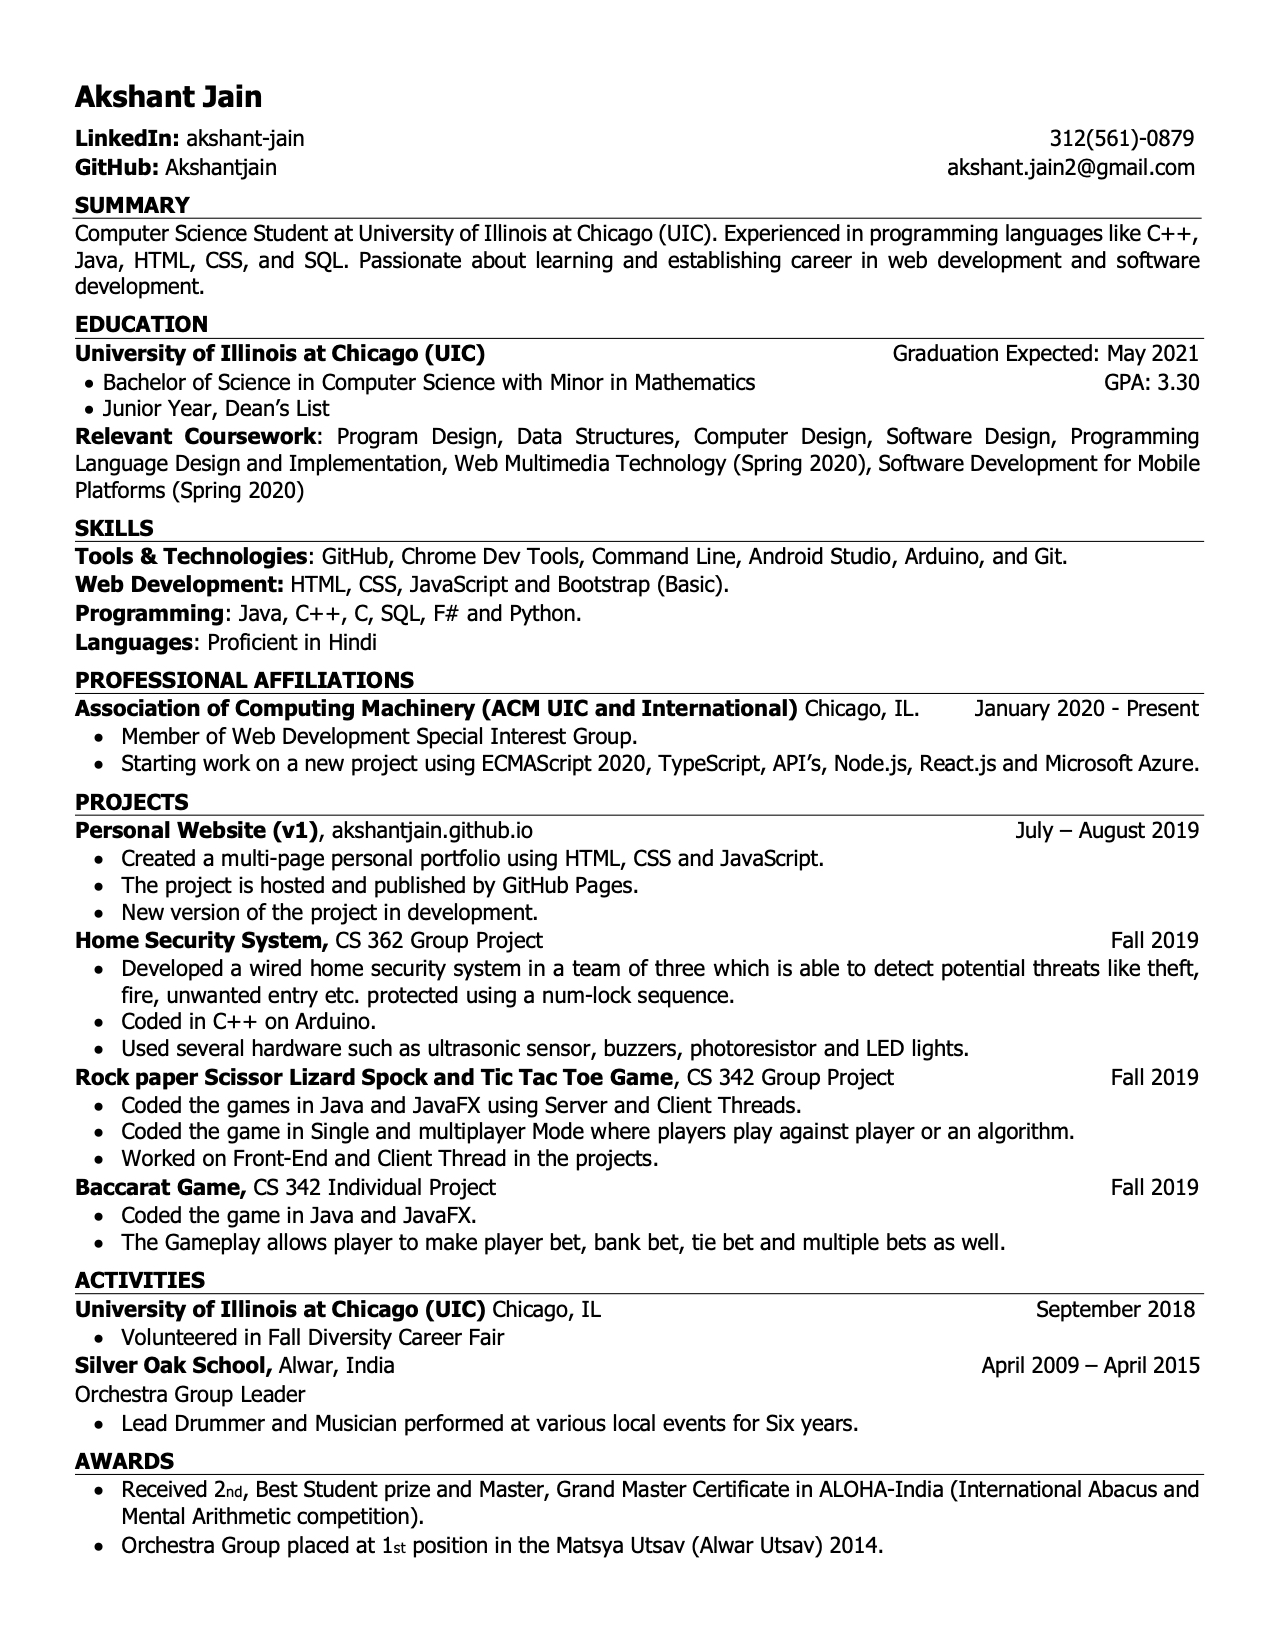 Akshant Jain
LinkedIn: akshant-jain 312(561)-0879
GitHub: Akshantjain akshant.jain2@gmail.com
SUMMARY
Computer Science Student at University of Illinois at Chicago (UIC). Experienced in programming languages like C++,
Java, HTML, CSS, and SQL. Passionate about learning and establishing career in web development and software
development.
EDUCATION
University of Illinois at Chicago (UIC) Graduation Expected: May 2021
• Bachelor of Science in Computer Science with Minor in Mathematics GPA: 3.30
• Junior Year, Dean’s List
Relevant Coursework: Program Design, Data Structures, Computer Design, Software Design, Programming
Language Design and Implementation, Web Multimedia Technology (Spring 2020), Software Development for Mobile
Platforms (Spring 2020)
SKILLS
Tools & Technologies: GitHub, Chrome Dev Tools, Command Line, Android Studio, Arduino, and Git.
Web Development: HTML, CSS, JavaScript and Bootstrap (Basic).
Programming: Java, C++, C, SQL, F# and Python.
Languages: Proficient in Hindi
PROFESSIONAL AFFILIATIONS
Association of Computing Machinery (ACM UIC and International) Chicago, IL. January 2020 - Present
• Member of Web Development Special Interest Group.
• Starting work on a new project using ECMAScript 2020, TypeScript, API’s, Node.js, React.js and Microsoft Azure.
PROJECTS
Personal Website (v1), akshantjain.github.io July – August 2019
• Created a multi-page personal portfolio using HTML, CSS and JavaScript.
• The project is hosted and published by GitHub Pages.
• New version of the project in development.
Home Security System, CS 362 Group Project Fall 2019
• Developed a wired home security system in a team of three which is able to detect potential threats like theft,
fire, unwanted entry etc. protected using a num-lock sequence.
• Coded in C++ on Arduino.
• Used several hardware such as ultrasonic sensor, buzzers, photoresistor and LED lights.
Rock paper Scissor Lizard Spock and Tic Tac Toe Game, CS 342 Group Project Fall 2019
• Coded the games in Java and JavaFX using Server and Client Threads.
• Coded the game in Single and multiplayer Mode where players play against player or an algorithm.
• Worked on Front-End and Client Thread in the projects.
Baccarat Game, CS 342 Individual Project Fall 2019
• Coded the game in Java and JavaFX.
• The Gameplay allows player to make player bet, bank bet, tie bet and multiple bets as well.
ACTIVITIES
University of Illinois at Chicago (UIC) Chicago, IL September 2018
• Volunteered in Fall Diversity Career Fair
Silver Oak School, Alwar, India April 2009 – April 2015
Orchestra Group Leader
• Lead Drummer and Musician performed at various local events for Six years.
AWARDS
• Received 2nd, Best Student prize and Master, Grand Master Certificate in ALOHA-India (International Abacus and
Mental Arithmetic competition).
• Orchestra Group placed at 1st position in the Matsya Utsav (Alwar Utsav) 2014.